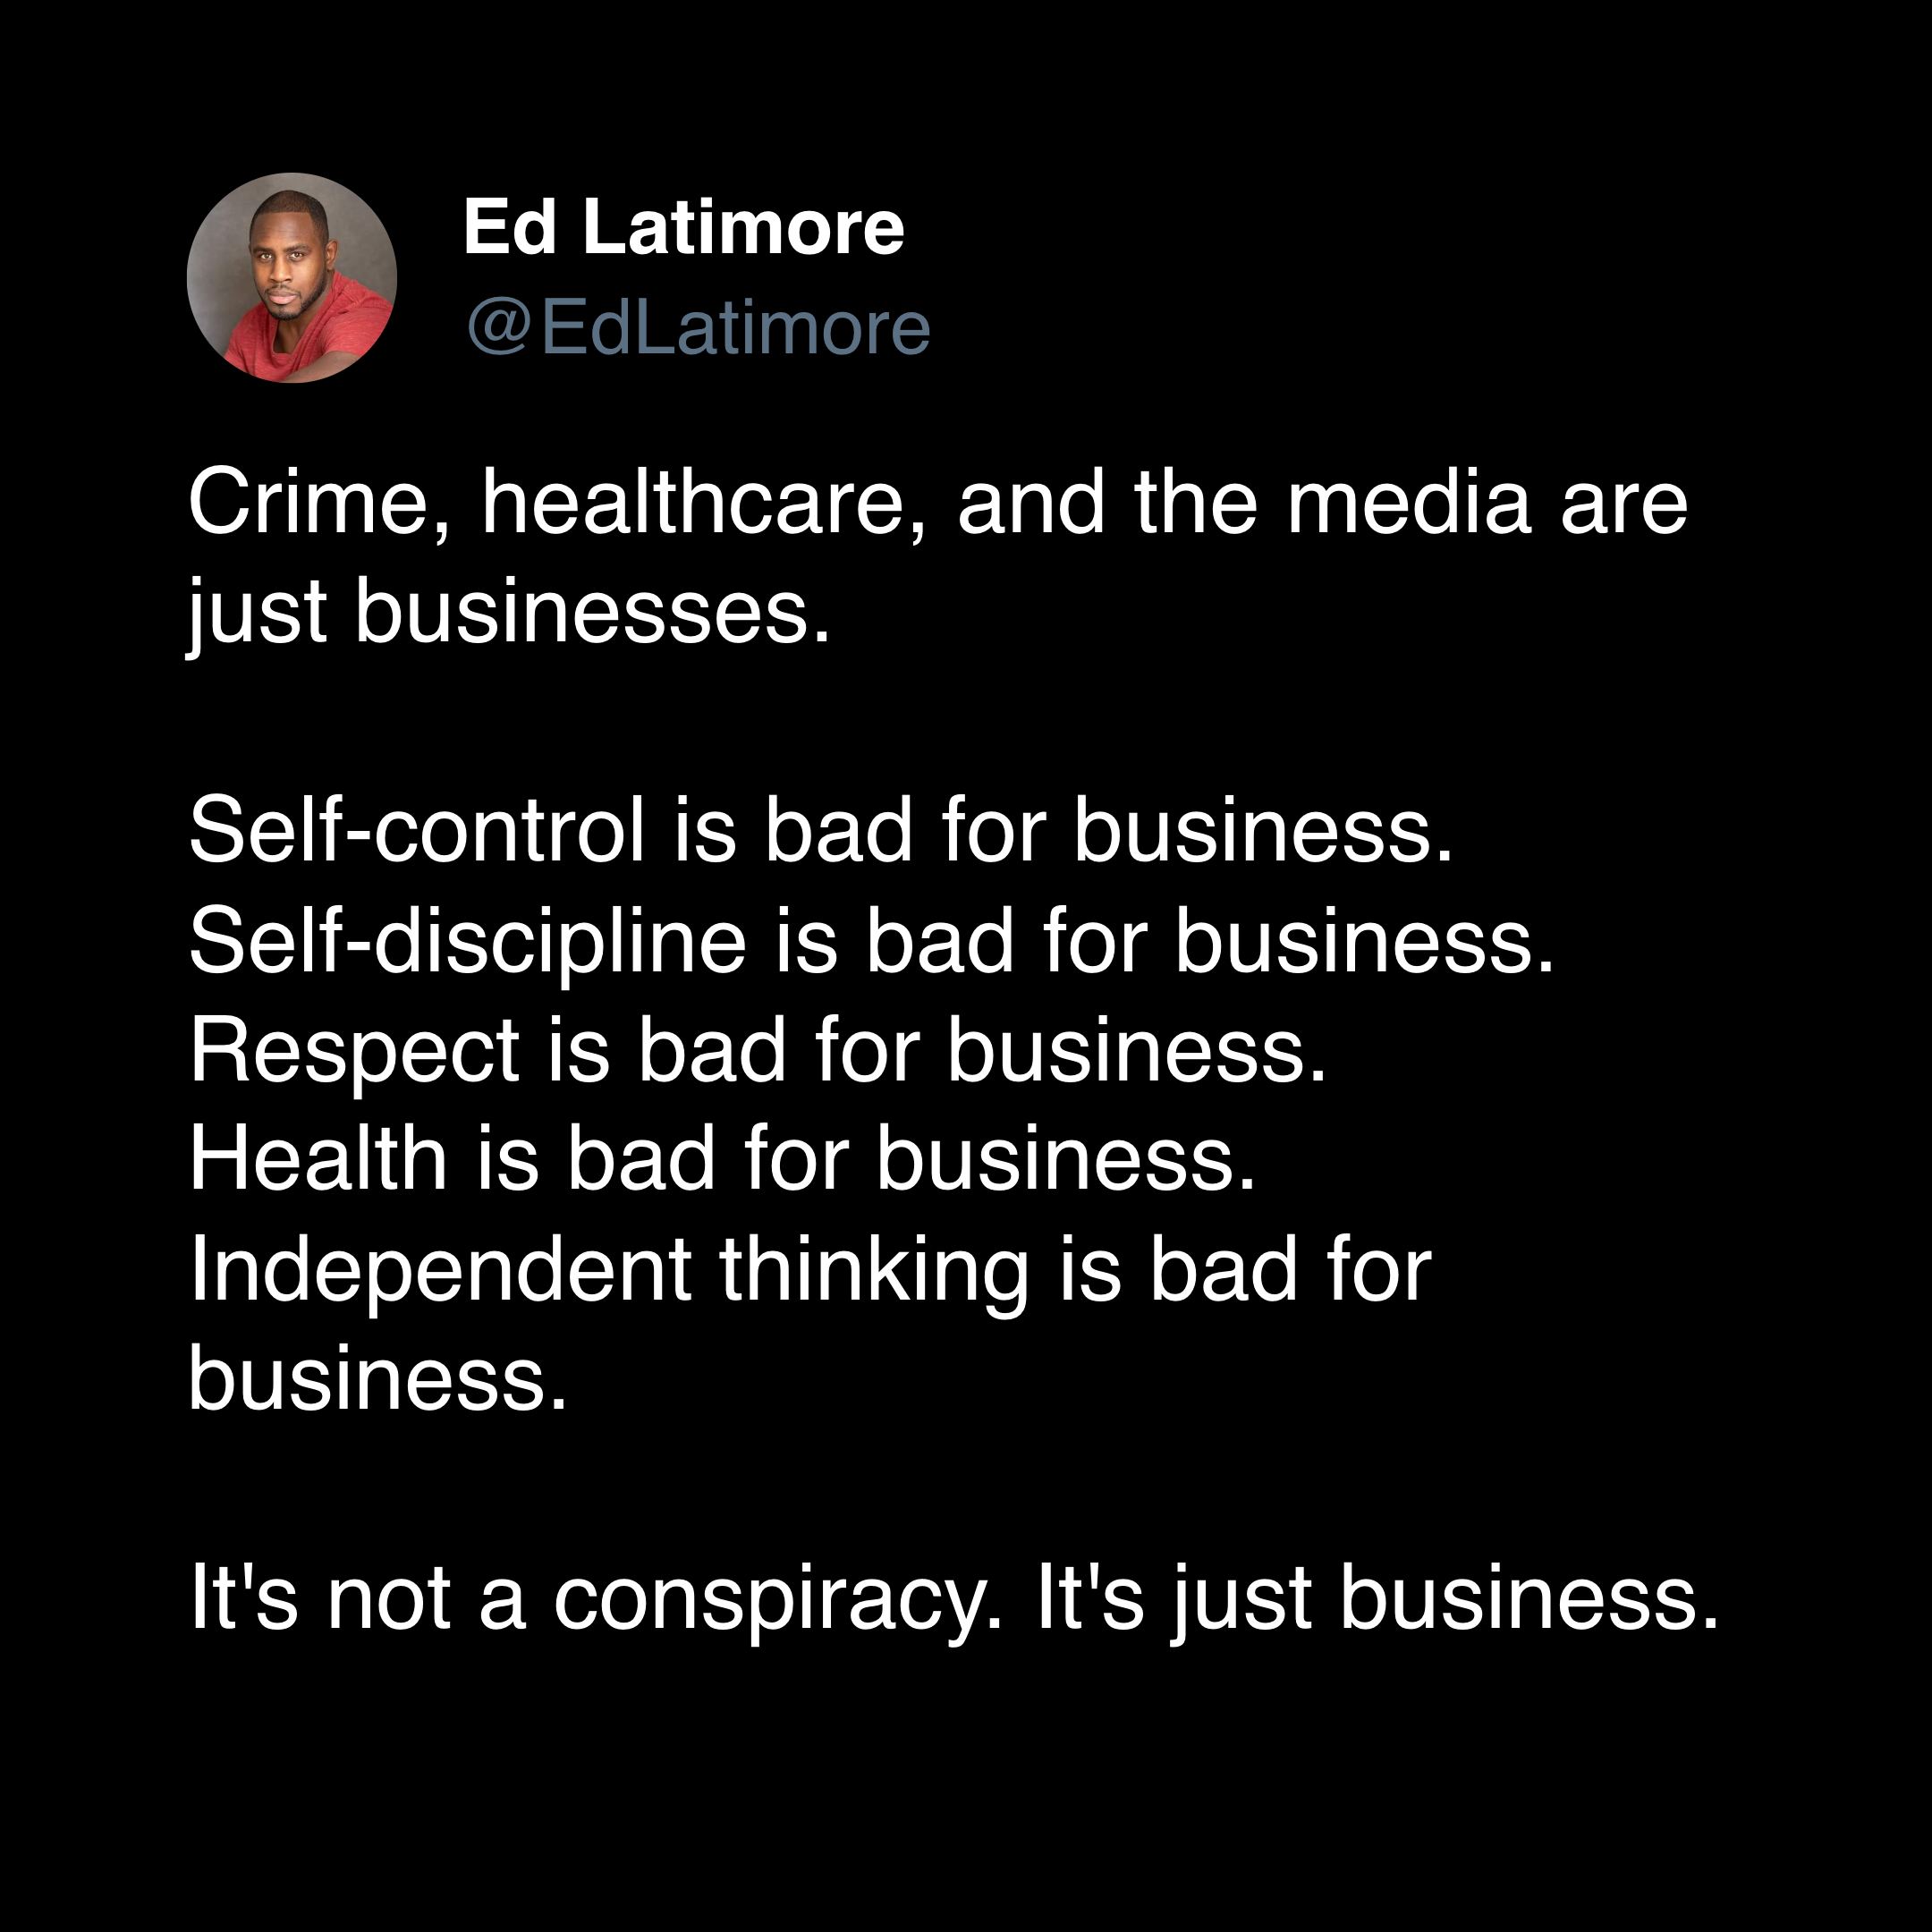 Ed Latimore
@EdLatimore
Crime, healthcare, and the media are
just businesses.
Self-control is bad for business.
Self-discipline is bad for business.
Respect is bad for business.
Health is bad for business.
Independent thinking is bad for
business.
It's not a conspiracy. It's just business.